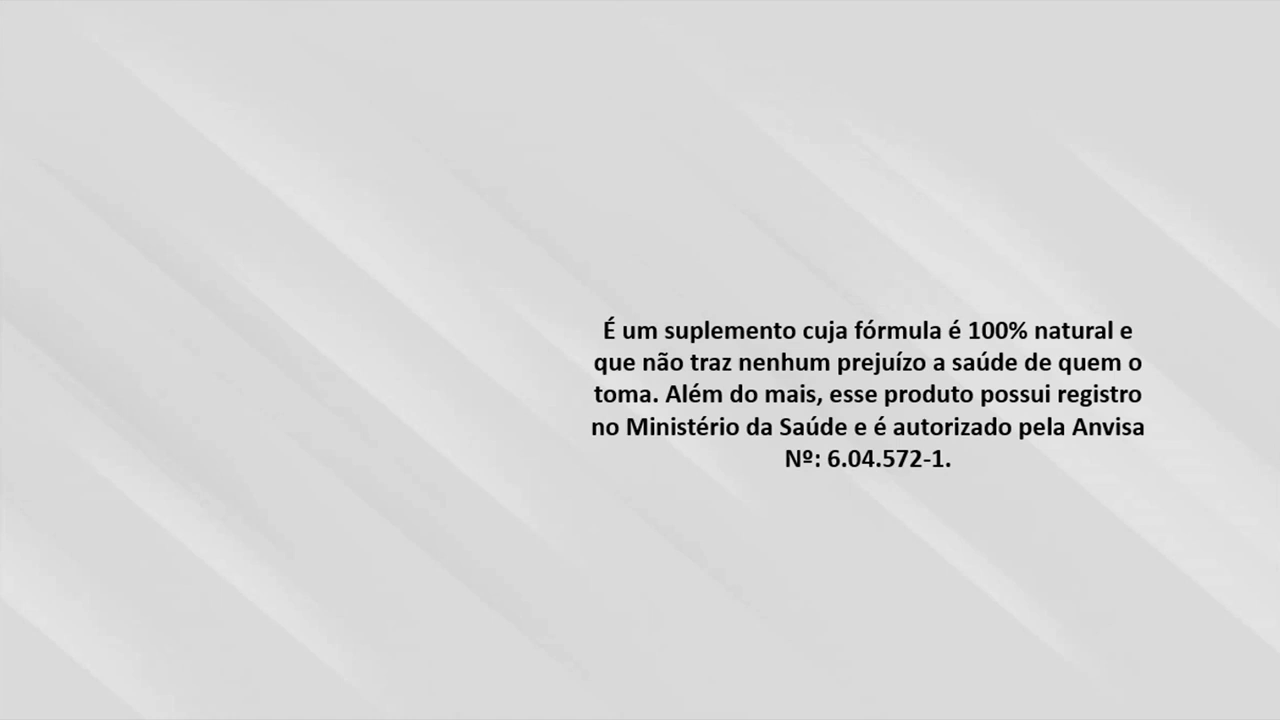 É um suplemento cuja fórmula é 100% natural e
que não traz nenhum prejuízo a saúde de quem o
toma. Além do mais, esse produto possui registro
no Ministério da Saúde e é autorizado pela Anvisa
Nº: 6.04.572-1.